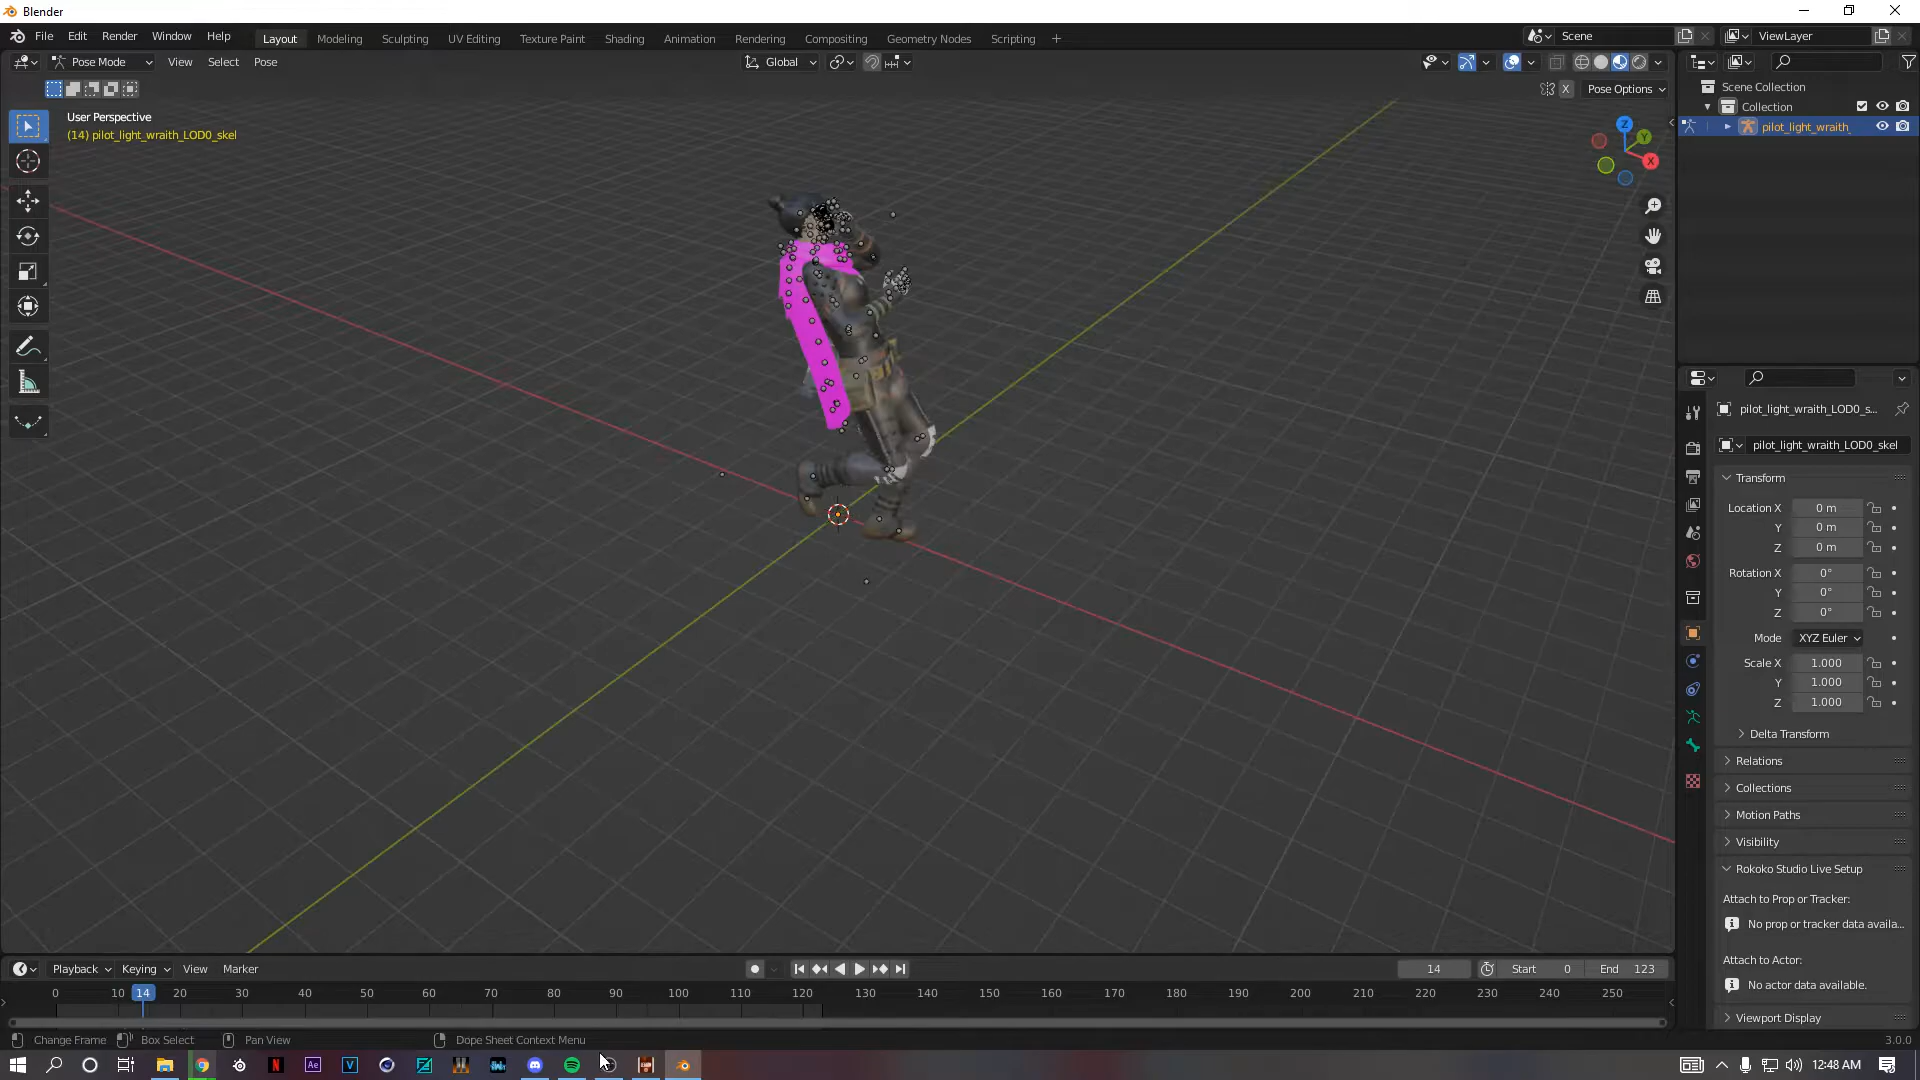 Blender
File Edit Render Window Help Layout Modeling Sculpting UV Editing Texture Paint Shading Animation Rendering Compositing Geometry Nodes Scripting + Scene ViewLayer
Pose Mode View Select Pose Global
X Pose Options
User Perspective
(14) pilot_light_wraith_LOD0_skel
Z
Y
X
Scene Collection
Collection
pilot_light_wraith_
pilot_light_wraith_LOD0_s...
pilot_light_wraith_LOD0_skel
Transform
Location X 0 m
Y 0 m
Z 0 m
Rotation X 0°
Y 0°
Z 0°
Mode XYZ Euler
Scale X 1.000
Y 1.000
Z 1.000
Delta Transform
Relations
Collections
Motion Paths
Visibility
Rokoko Studio Live Setup
Attach to Prop or Tracker:
No prop or tracker data availa...
Attach to Actor:
No actor data available.
Viewport Display
Playback Keying View Marker 14 Start 0 End 123
0 10 14 20 30 40 50 60 70 80 90 100 110 120 130 140 150 160 170 180 190 200 210 220 230 240 250
Change Frame Box Select Pan View Dope Sheet Context Menu 3.0.0
N Ae V 12:48 AM